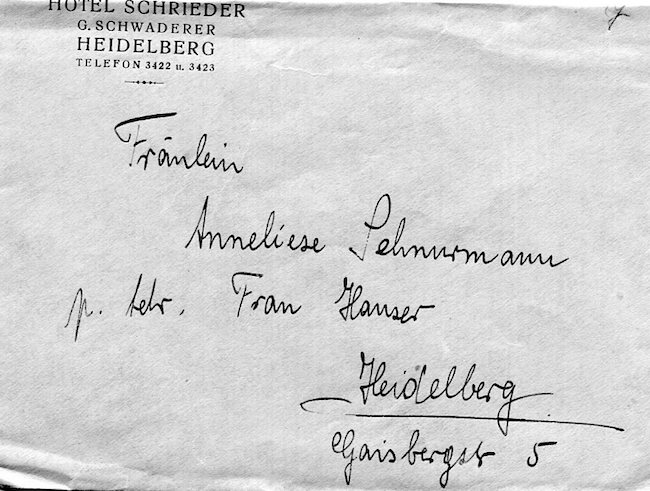 HOTEL SCHRIEDER
G. SCHWADERER
HEIDELBERG
TELEFON 3422 u. 3423
Fräulein
Anneliese Schnurmann
p. Adr. Frau Hauser
Heidelberg
Gaisbergstr 5